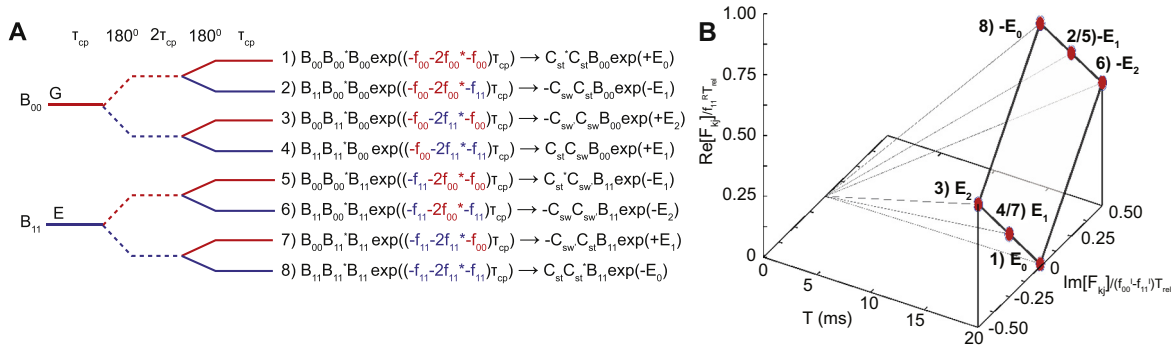 A
τcp 180⁰ 2τcp 180⁰ τcp
B₀₀ G
B₁₁ E
1) B₀₀B₀₀*B₀₀exp((-f₀₀-2f₀₀*-f₀₀)τcp) → Cst*CstB₀₀exp(+E₀)
2) B₁₁B₀₀*B₀₀exp((-f₀₀-2f₀₀*-f₁₁)τcp) → -CswCstB₀₀exp(-E₁)
3) B₀₀B₁₁*B₀₀exp((-f₀₀-2f₁₁*-f₀₀)τcp) → -CswCswB₀₀exp(+E₂)
4) B₁₁B₁₁*B₀₀exp((-f₀₀-2f₁₁*-f₁₁)τcp) → CstCswB₀₀exp(+E₁)
5) B₀₀B₀₀*B₁₁exp((-f₁₁-2f₀₀*-f₀₀)τcp) → Cst*CswB₁₁exp(-E₁)
6) B₁₁B₀₀*B₁₁exp((-f₁₁-2f₀₀*-f₁₁)τcp) → -CswCswB₁₁exp(-E₂)
7) B₀₀B₁₁*B₁₁exp((-f₁₁-2f₁₁*-f₀₀)τcp) → -CswCstB₁₁exp(+E₁)
8) B₁₁B₁₁*B₁₁exp((-f₁₁-2f₁₁*-f₁₁)τcp) → CstCst*B₁₁exp(-E₀)
B
Re[Fkj]/f₁₁ᴿTrel
1.00
0.75
0.50
0.25
0
0
5
10
15
20
T (ms)
-0.50
-0.25
0
0.25
0.50
Im[Fkj]/(f₀₀ᴵ-f₁₁ᴵ)Trel
8) -E₀
2/5)-E₁
6) -E₂
3) E₂
4/7) E₁
1) E₀